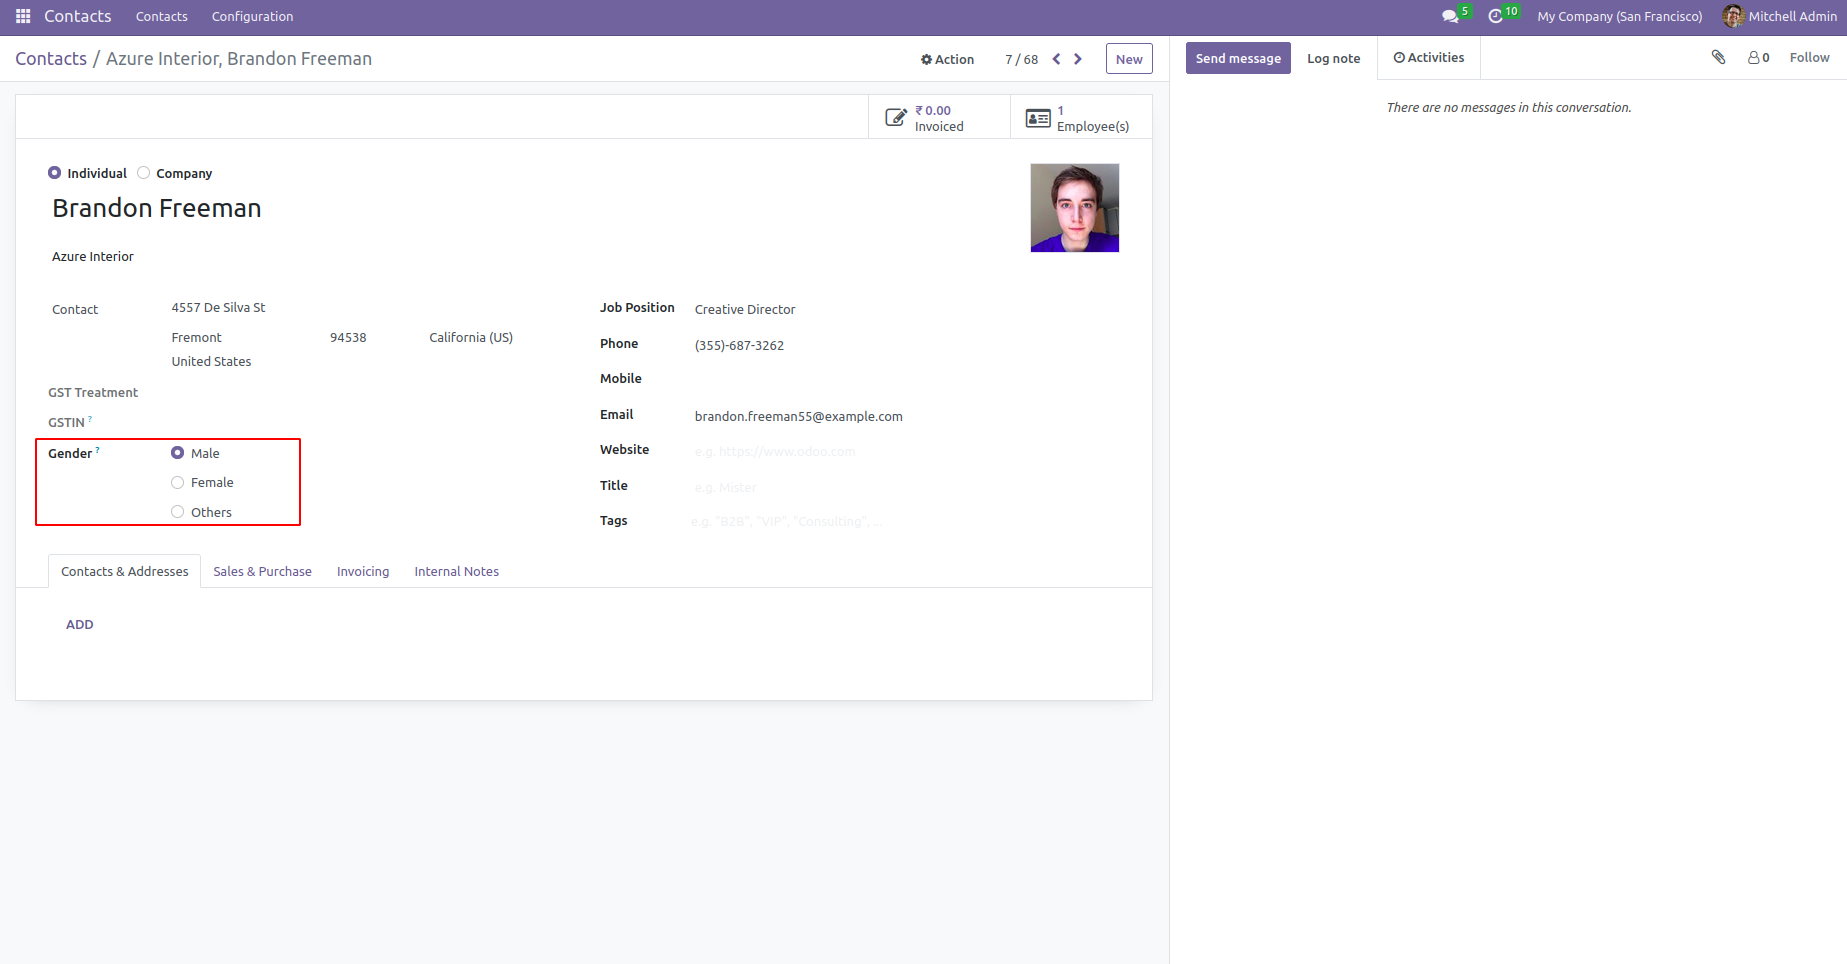 Contacts Contacts Configuration 5 10 My Company (San Francisco) Mitchell Admin
Contacts / Azure Interior, Brandon Freeman Action 7 / 68 New
Send message Log note Activities 0 Follow
There are no messages in this conversation.
₹ 0.00
Invoiced
1
Employee(s)
Individual Company
Brandon Freeman
Azure Interior
Contact 4557 De Silva St
Fremont 94538 California (US)
United States
GST Treatment
GSTIN ?
Gender ? Male
Female
Others
Job Position Creative Director
Phone (355)-687-3262
Mobile
Email brandon.freeman55@example.com
Website e.g. https://www.odoo.com
Title e.g. Mister
Tags e.g. "B2B", "VIP", "Consulting", ...
Contacts & Addresses Sales & Purchase Invoicing Internal Notes
ADD